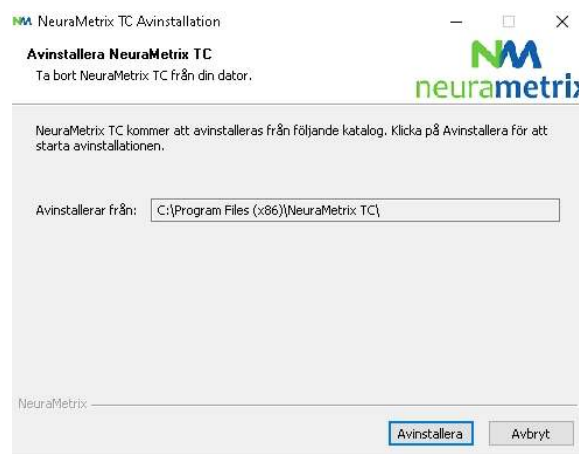 NM NeuraMetrix TC Avinstallation
Avinstallera NeuraMetrix TC
Ta bort NeuraMetrix TC från din dator.
NM
neurametrix
NeuraMetrix TC kommer att avinstalleras från följande katalog. Klicka på Avinstallera för att
starta avinstallationen.
Avinstallerar från: C:\Program Files (x86)\NeuraMetrix TC\
NeuraMetrix
Avinstallera Avbryt